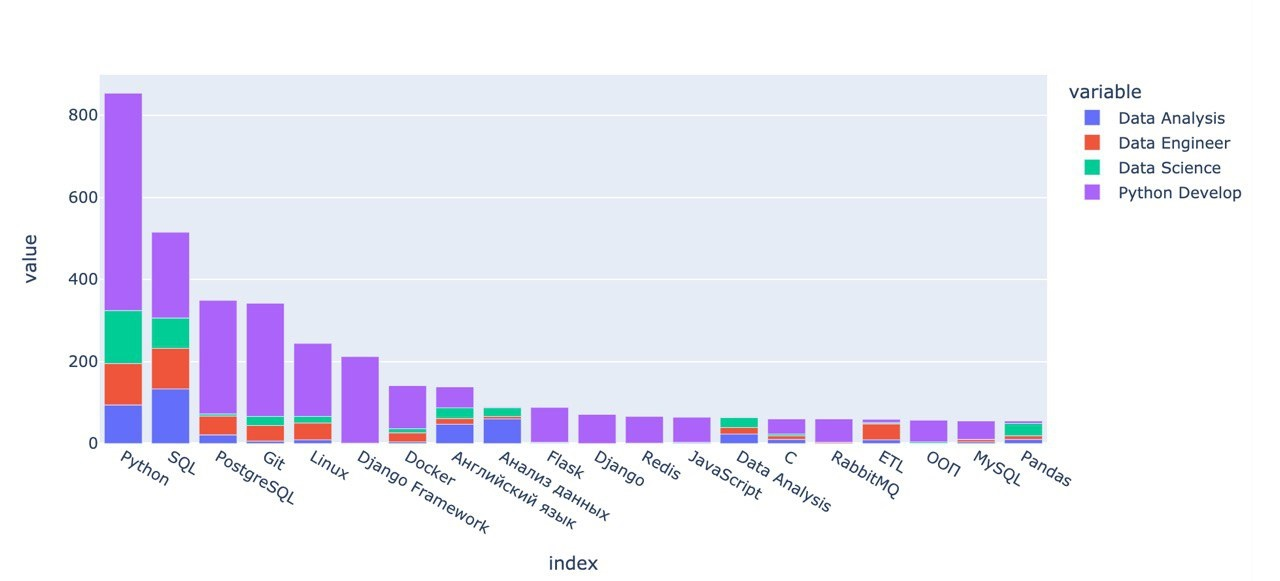 variable
Data Analysis
Data Engineer
Data Science
Python Develop
value
800
600
400
200
0
Python
SQL
PostgreSQL
Git
Linux
Django Framework
Docker
Английский язык
Анализ данных
Flask
Django
Redis
JavaScript
Data Analysis
C
RabbitMQ
ETL
ООП
MySQL
Pandas
index